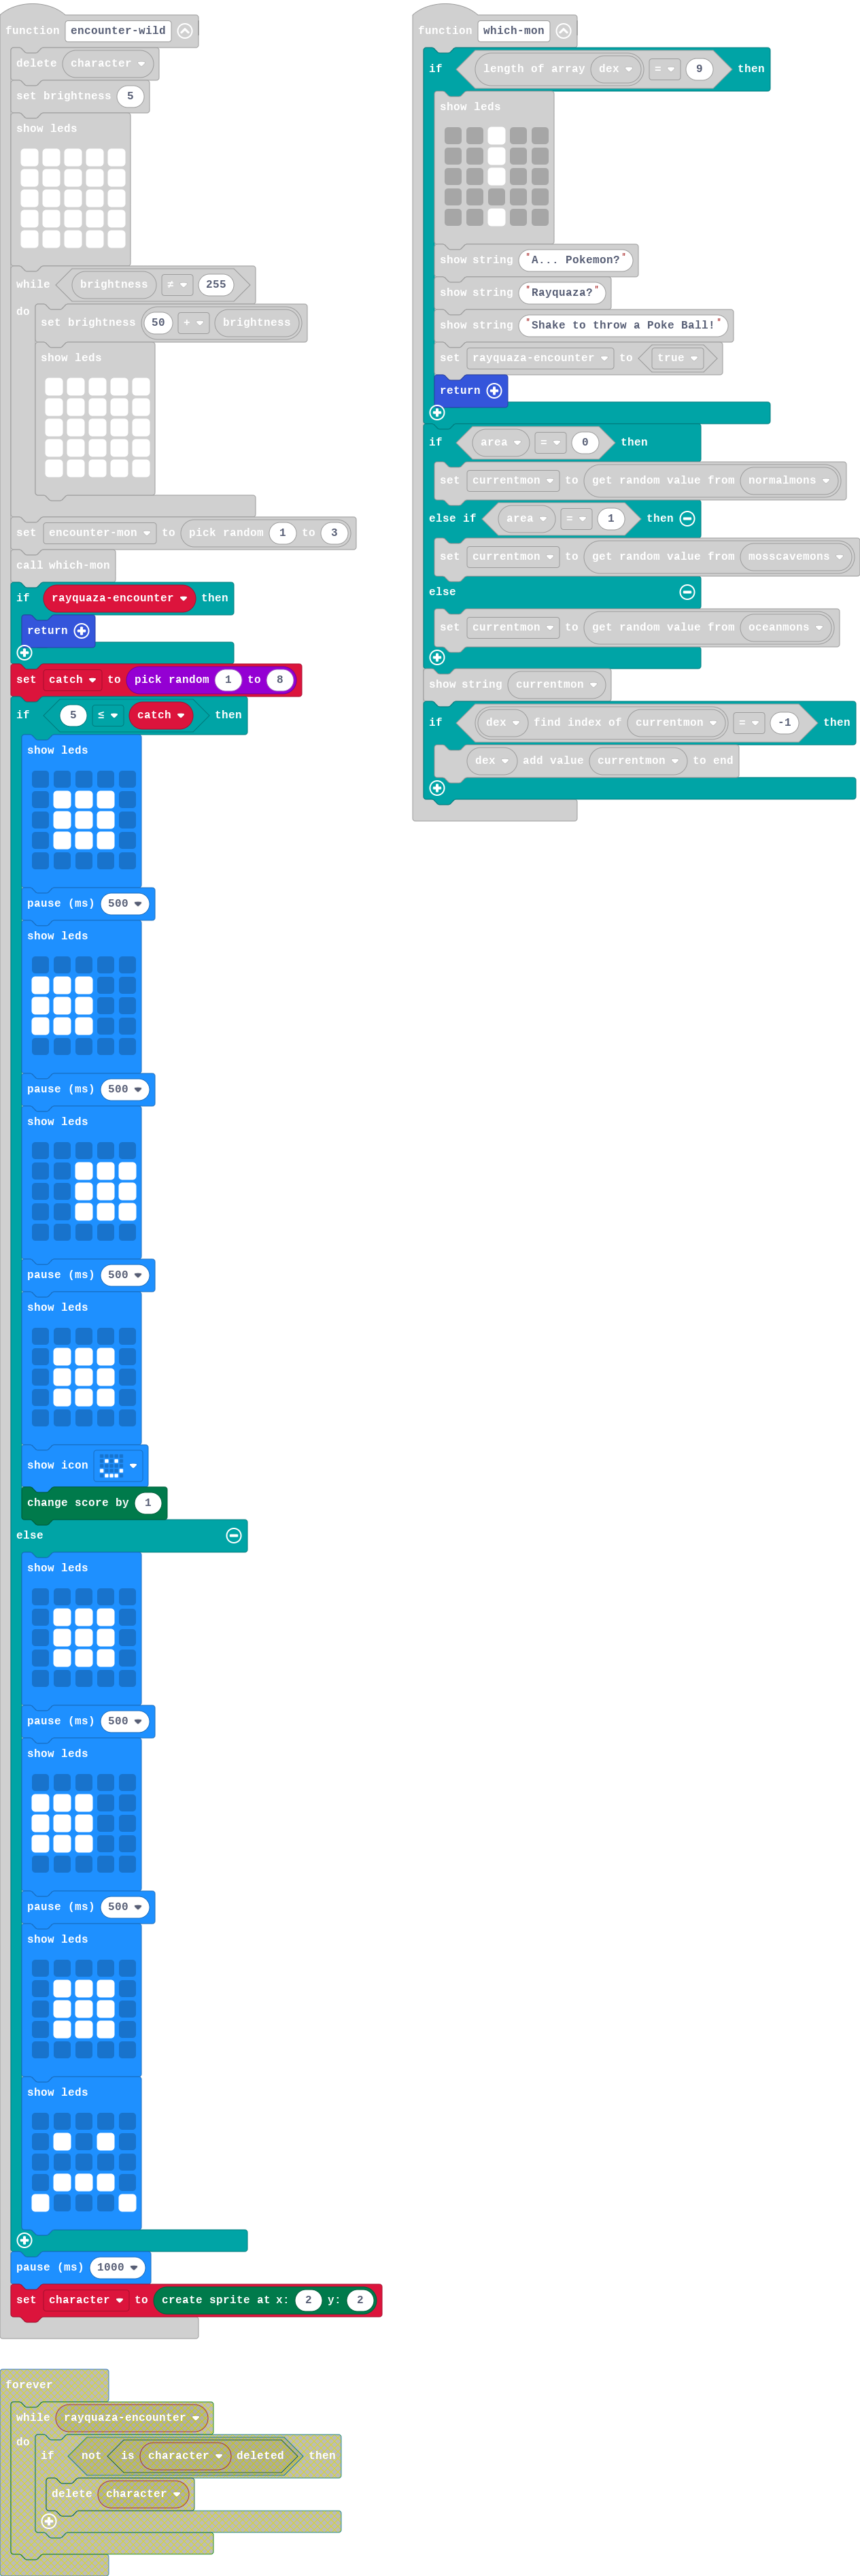 function encounter-wild
delete character
set brightness 5
show leds
while brightness ≠ 255
do set brightness 50 + brightness
show leds
set encounter-mon to pick random 1 to 3
call which-mon
if rayquaza-encounter then
return
set catch to pick random 1 to 8
if 5 ≤ catch then
show leds
pause (ms) 500
show leds
pause (ms) 500
show leds
pause (ms) 500
show leds
show icon
change score by 1
else
show leds
pause (ms) 500
show leds
pause (ms) 500
show leds
show leds
pause (ms) 1000
set character to create sprite at x: 2 y: 2
forever
while rayquaza-encounter
do
if not is character deleted then
delete character
function which-mon
if length of array dex = 9 then
show leds
show string "A... Pokemon?"
show string "Rayquaza?"
show string "Shake to throw a Poke Ball!"
set rayquaza-encounter to true
return
if area = 0 then
set currentmon to get random value from normalmons
else if area = 1 then
set currentmon to get random value from mosscavemons
else
set currentmon to get random value from oceanmons
show string currentmon
if dex find index of currentmon = -1 then
dex add value currentmon to end